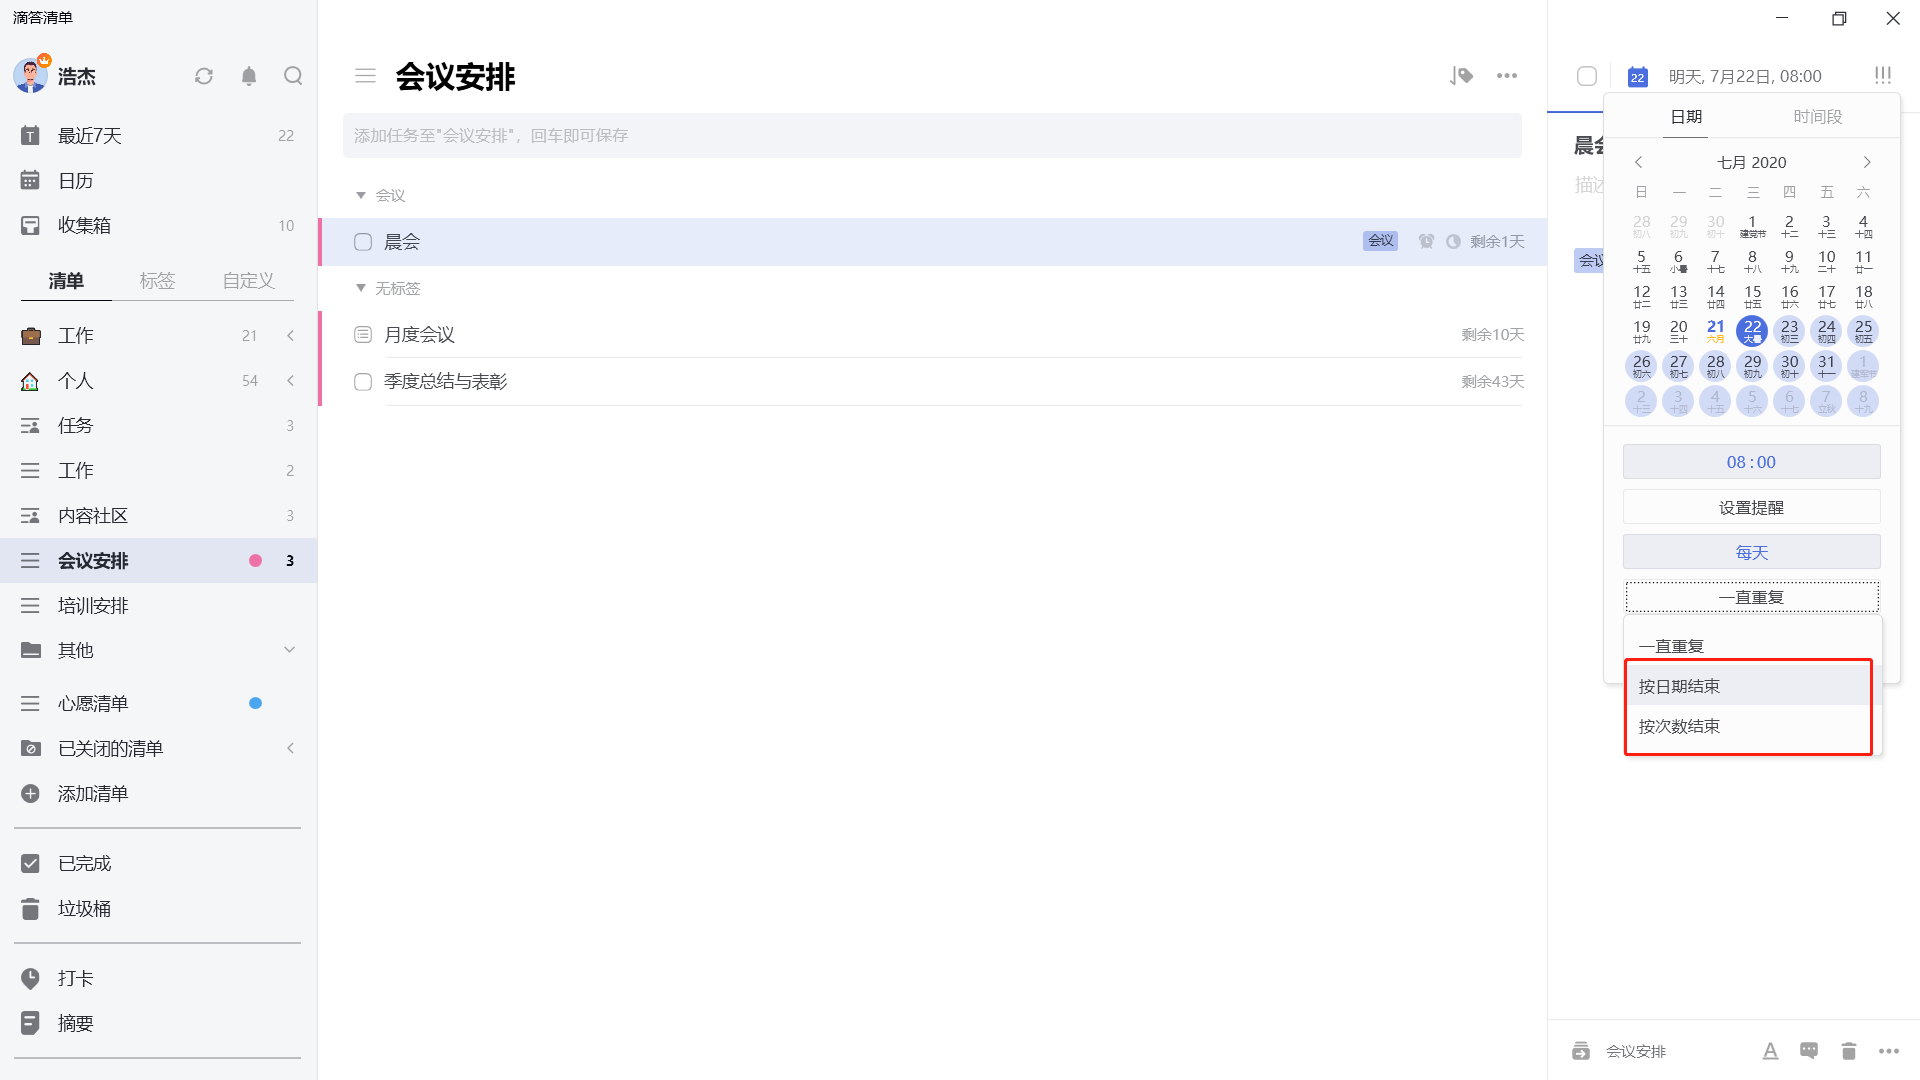 滴答清单
浩杰
最近7天 22
日历
收集箱 10
清单 标签 自定义
工作 21
个人 54
任务 3
工作 2
内容社区 3
会议安排 3
培训安排
其他
心愿清单
已关闭的清单
添加清单
已完成
垃圾桶
打卡
摘要
会议安排
添加任务至"会议安排"，回车即可保存
会议
晨会 会议 剩余1天
无标签
月度会议 剩余10天
季度总结与表彰 剩余43天
22 明天, 7月22日, 08:00
晨会
描述
会议
日期 时间段
七月 2020
日 一 二 三 四 五 六
28 29 30 1 2 3 4
初八 初九 初十 建党节 十二 十三 十四
5 6 7 8 9 10 11
十五 小暑 十七 十八 十九 二十 廿一
12 13 14 15 16 17 18
廿二 廿三 廿四 廿五 廿六 廿七 廿八
19 20 21 22 23 24 25
廿九 三十 六月 大暑 初三 初四 初五
26 27 28 29 30 31 1
初六 初七 初八 初九 初十 十一 建军节
2 3 4 5 6 7 8
十三 十四 十五 十六 十七 立秋 十九
08:00
设置提醒
每天
一直重复
一直重复
按日期结束
按次数结束
会议安排